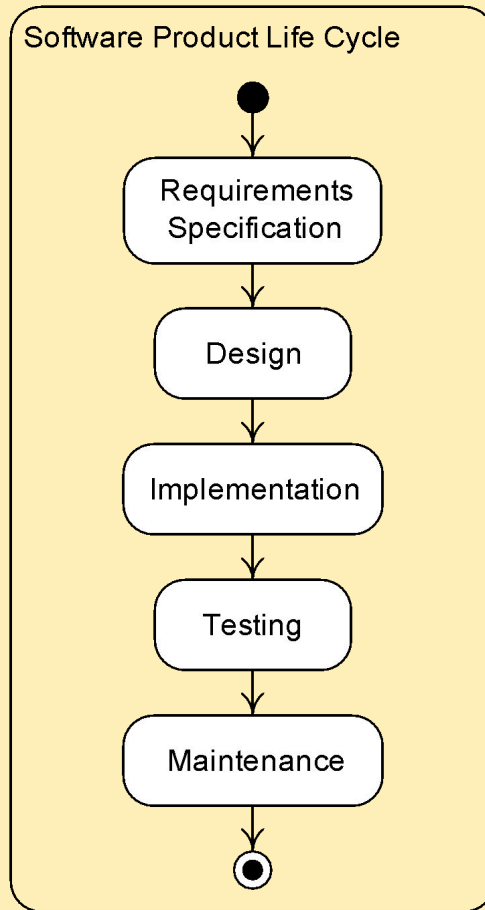 Software Product Life Cycle
Requirements
Specification
Design
Implementation
Testing
Maintenance